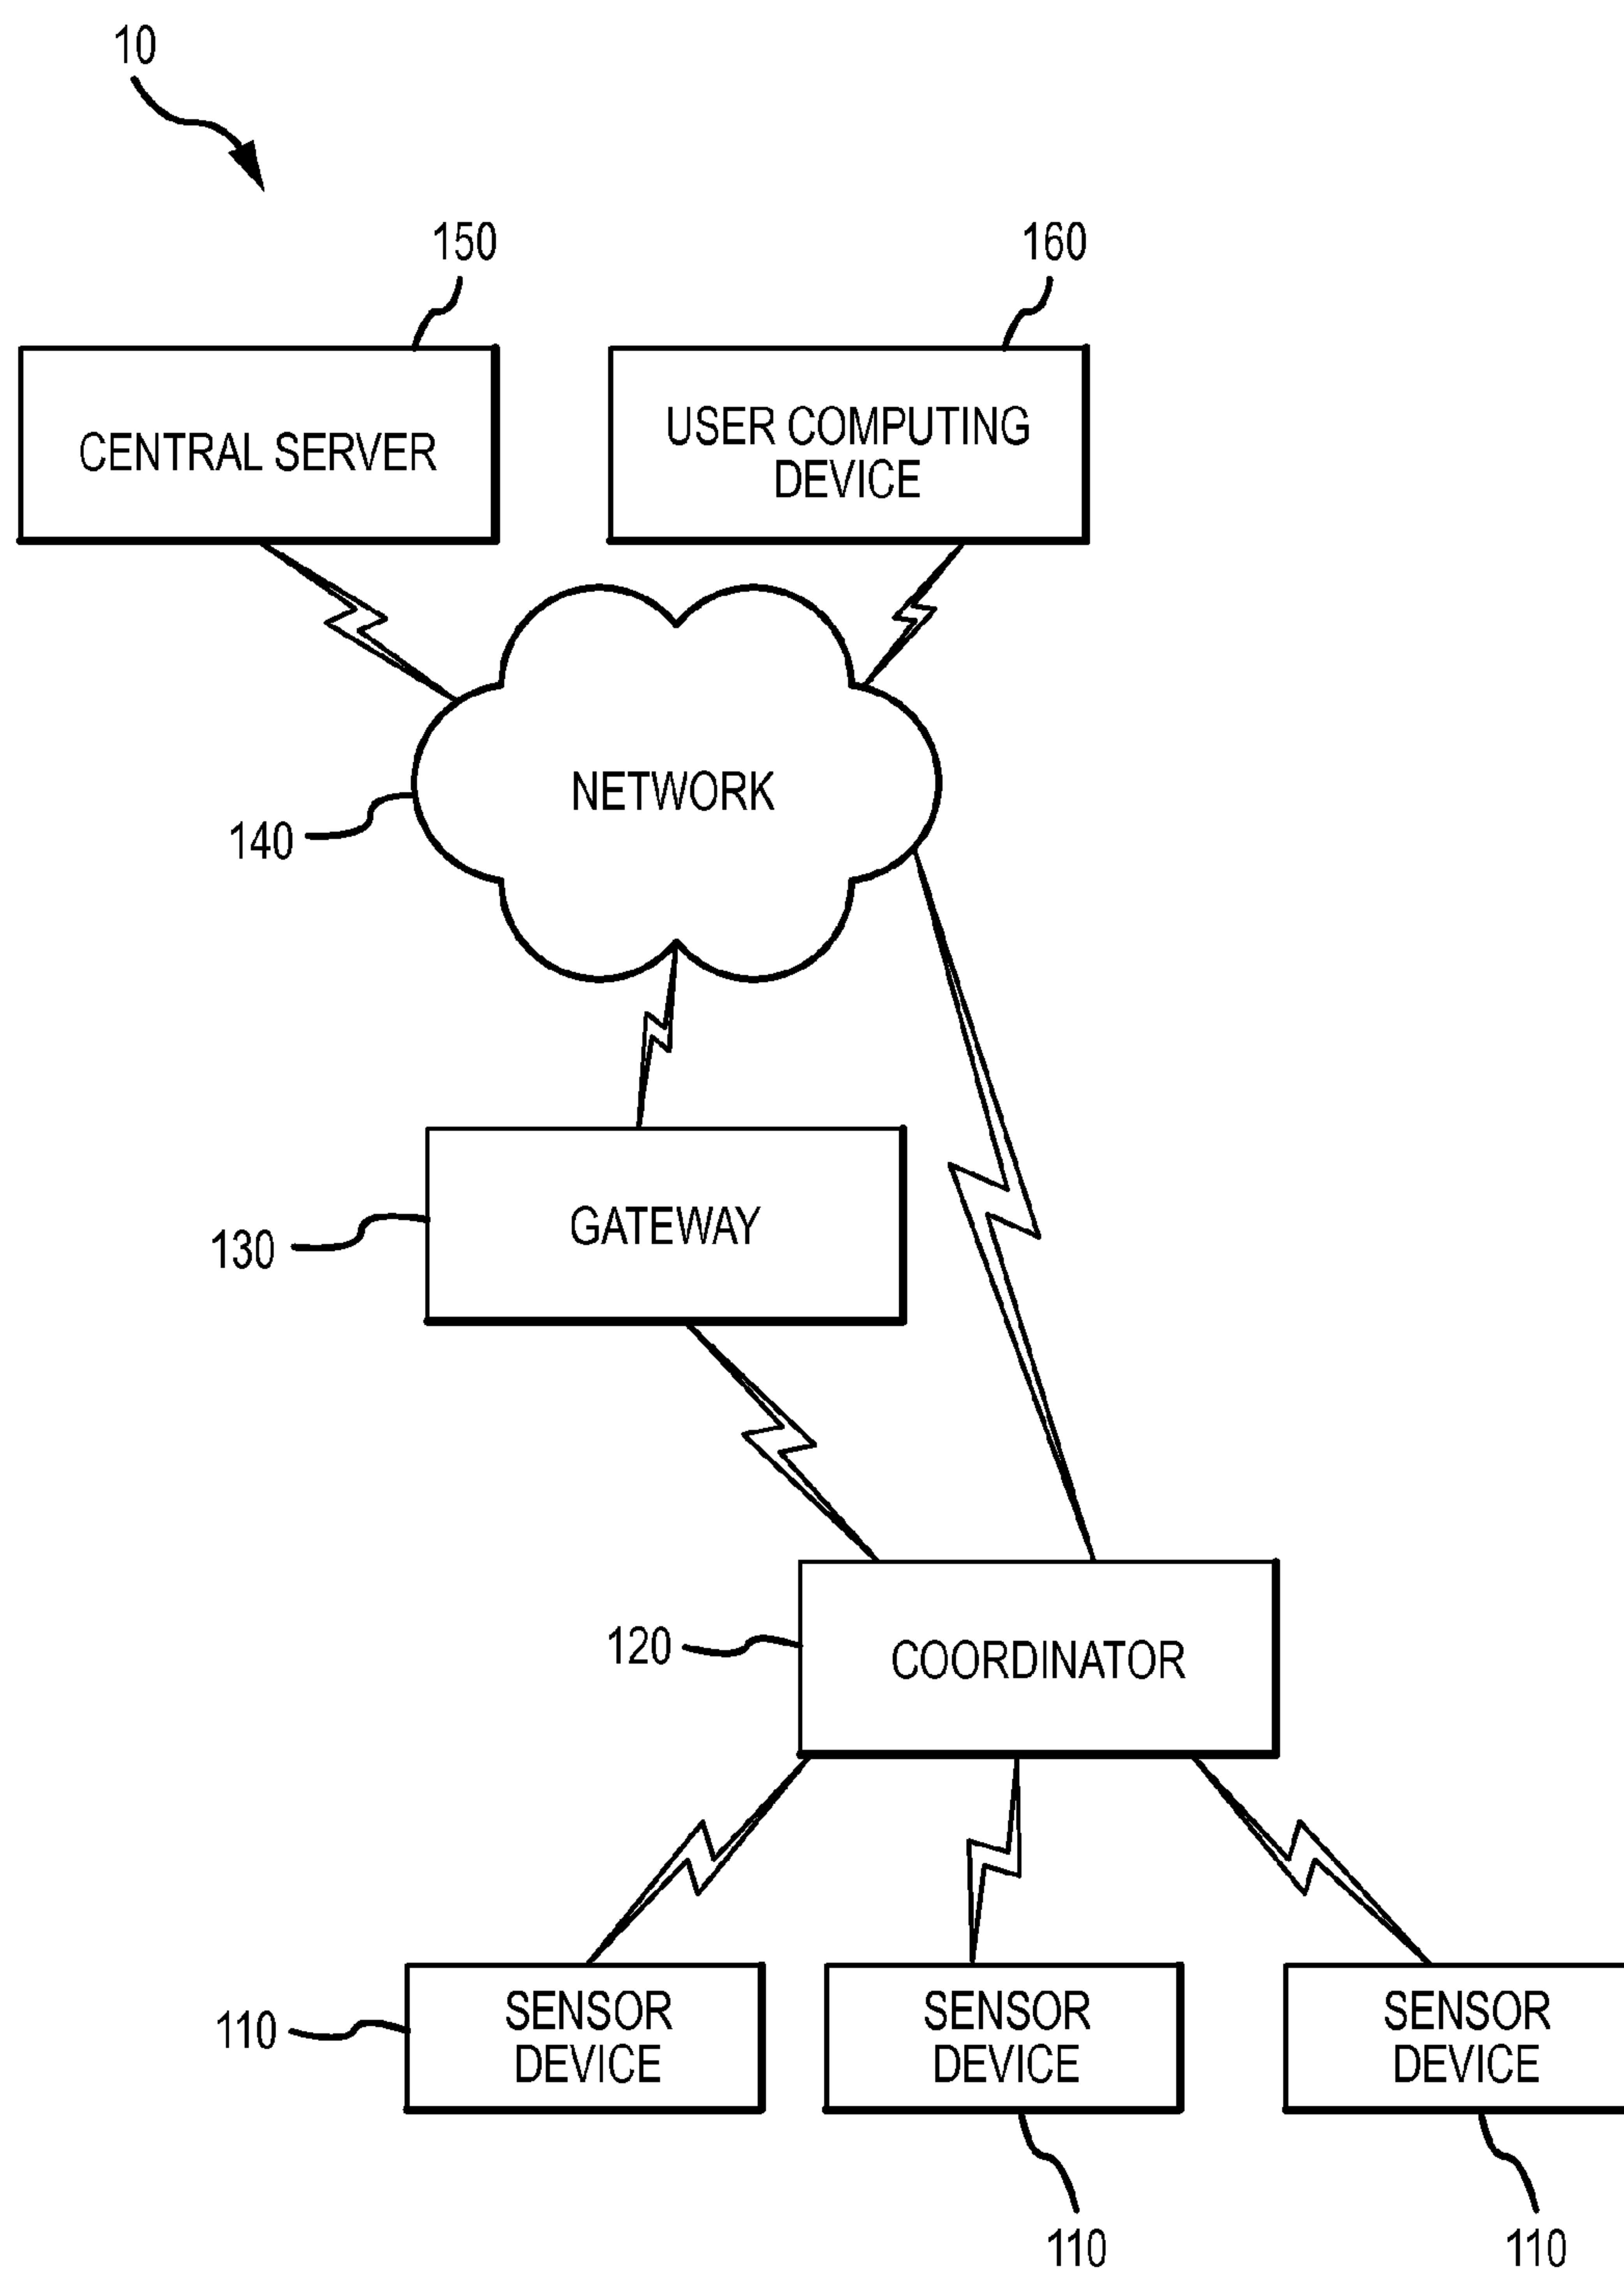 10
150
160
CENTRAL SERVER
USER COMPUTING
DEVICE
NETWORK
140
GATEWAY
130
COORDINATOR
120
SENSOR
DEVICE
110
SENSOR
DEVICE
SENSOR
DEVICE
110
110